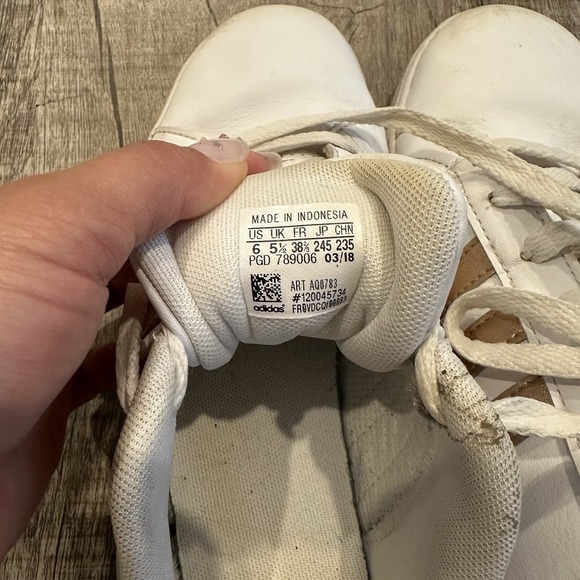 MADE IN INDONESIA
US UK FR JP CHN
6 5½ 38⅔ 245 235
PGD 789006 03/18
ART AQ0783
#120045734
adidas